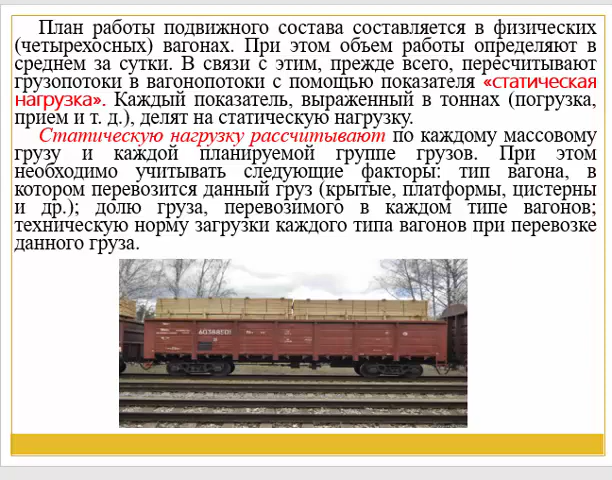 План работы подвижного состава составляется в физических
(четырехосных) вагонах. При этом объем работы определяют в
среднем за сутки. В связи с этим, прежде всего, пересчитывают
грузопотоки в вагонопотоки с помощью показателя «статическая
нагрузка». Каждый показатель, выраженный в тоннах (погрузка,
прием и т. д.), делят на статическую нагрузку.
Статическую нагрузку рассчитывают по каждому массовому
грузу и каждой планируемой группе грузов. При этом
необходимо учитывать следующие факторы: тип вагона, в
котором перевозится данный груз (крытые, платформы, цистерны
и др.); долю груза, перевозимого в каждом типе вагонов;
техническую норму загрузки каждого типа вагонов при перевозке
данного груза.